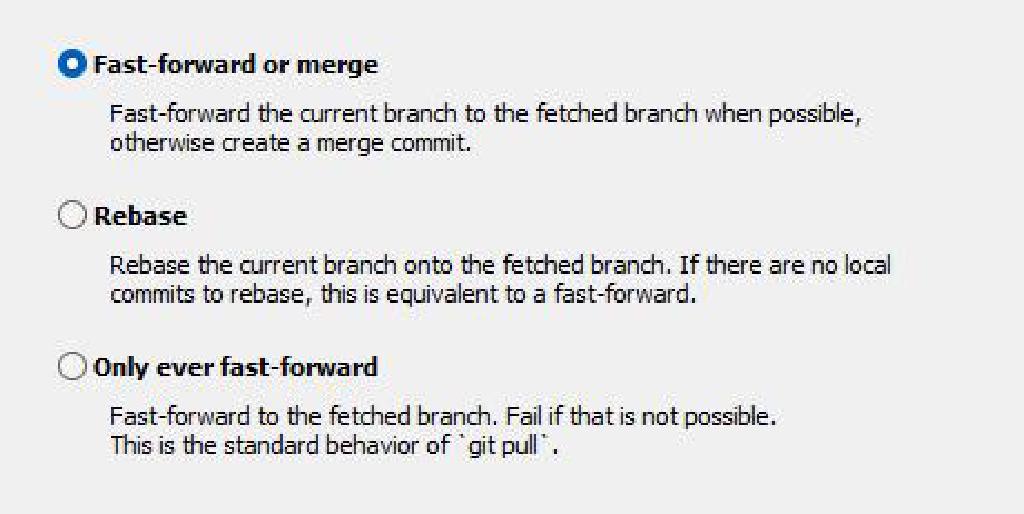 Fast-forward or merge
Fast-forward the current branch to the fetched branch when possible,
otherwise create a merge commit.
Rebase
Rebase the current branch onto the fetched branch. If there are no local
commits to rebase, this is equivalent to a fast-forward.
Only ever fast-forward
Fast-forward to the fetched branch. Fail if that is not possible.
This is the standard behavior of `git pull`.